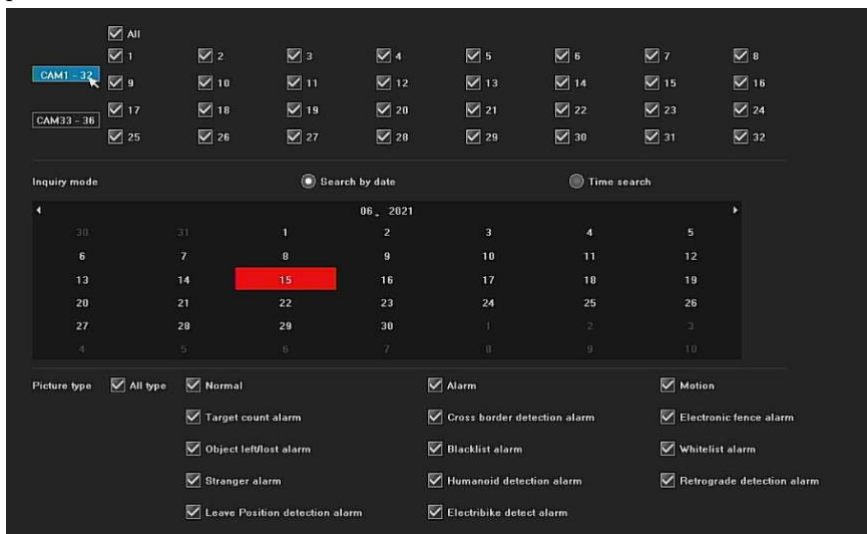 All
1 2 3 4 5 6 7 8
CAM1 - 32
9 10 11 12 13 14 15 16
17 18 19 20 21 22 23 24
CAM33 - 36
25 26 27 28 29 30 31 32
Inquiry mode Search by date Time search
06 . 2021
30 31 1 2 3 4 5
6 7 8 9 10 11 12
13 14 15 16 17 18 19
20 21 22 23 24 25 26
27 28 29 30 1 2 3
4 5 6 7 8 9 10
Picture type All type Normal Alarm Motion
Target count alarm Cross border detection alarm Electronic fence alarm
Object left/lost alarm Blacklist alarm Whitelist alarm
Stranger alarm Humanoid detection alarm Retrograde detection alarm
Leave Position detection alarm Electribike detect alarm